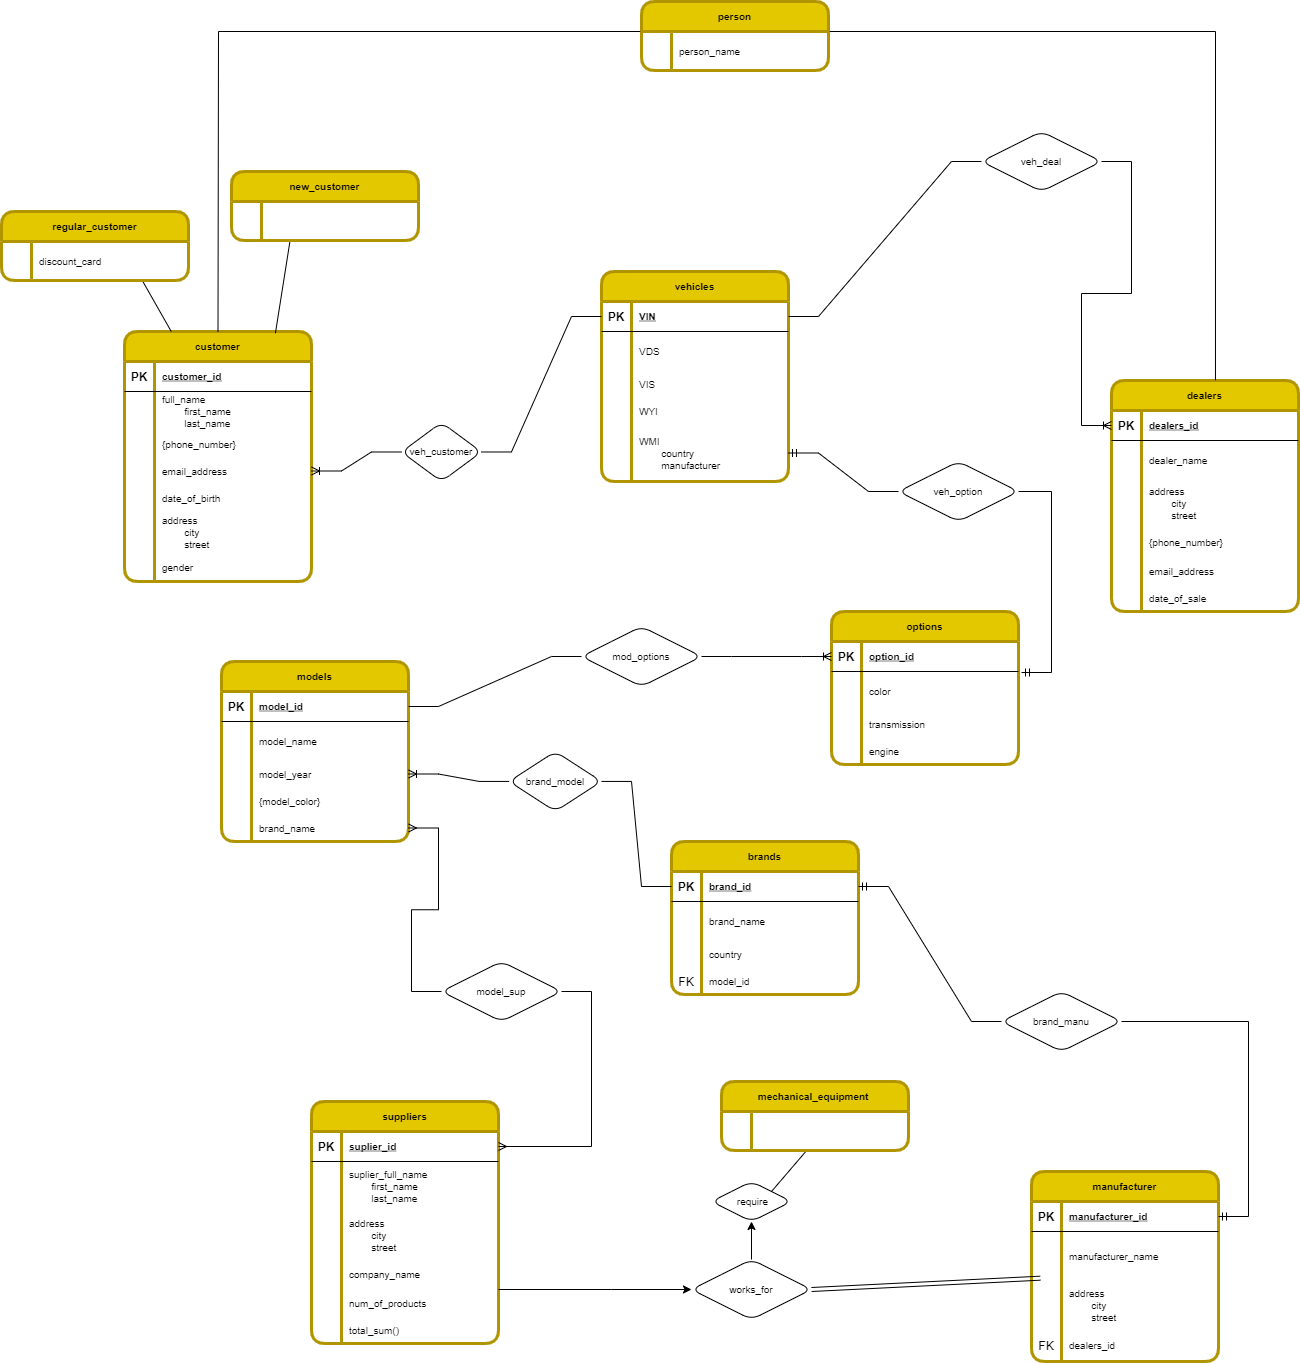 person
person_name
veh_deal
new_customer
regular_customer
discount_card
vehicles
PK VIN
VDS
VIS
WYI
WMI
country
manufacturer
customer
PK customer_id
full_name
first_name
last_name
{phone_number}
email_address
date_of_birth
address
city
street
gender
veh_customer
dealers
PK dealers_id
dealer_name
address
city
street
{phone_number}
email_address
date_of_sale
veh_option
options
PK option_id
color
transmission
engine
mod_options
models
PK model_id
model_name
model_year
{model_color}
brand_name
brand_model
brands
PK brand_id
brand_name
country
FK model_id
model_sup
brand_manu
suppliers
PK suplier_id
suplier_full_name
first_name
last_name
address
city
street
company_name
num_of_products
total_sum()
mechanical_equipment
require
works_for
manufacturer
PK manufacturer_id
manufacturer_name
address
city
street
FK dealers_id